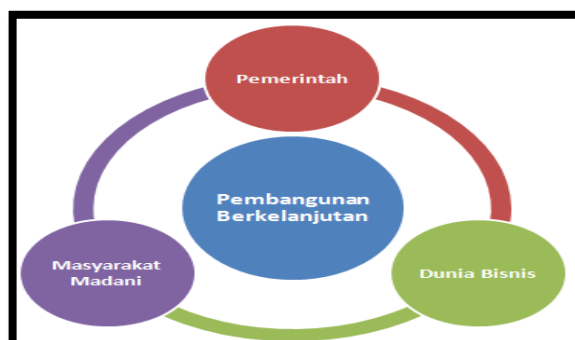 Pemerintah
Pembangunan
Berkelanjutan
Masyarakat
Madani
Dunia Bisnis